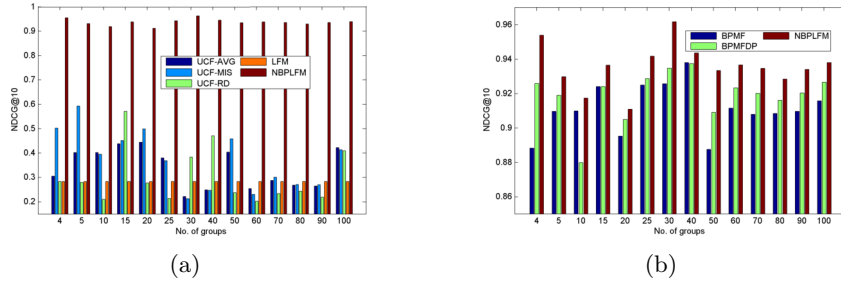 1
0.9
0.8
0.7
0.6
0.5
0.4
0.3
0.2
NDCG@10
UCF-AVG LFM
UCF-MIS NBPLFM
UCF-RD
4 5 10 15 20 25 30 40 50 60 70 80 90 100
No. of groups
(a)
0.96
0.94
0.92
0.9
0.88
0.86
NDCG@10
BPMF NBPLFM
BPMFDP
4 5 10 15 20 25 30 40 50 60 70 80 90 100
No. of groups
(b)